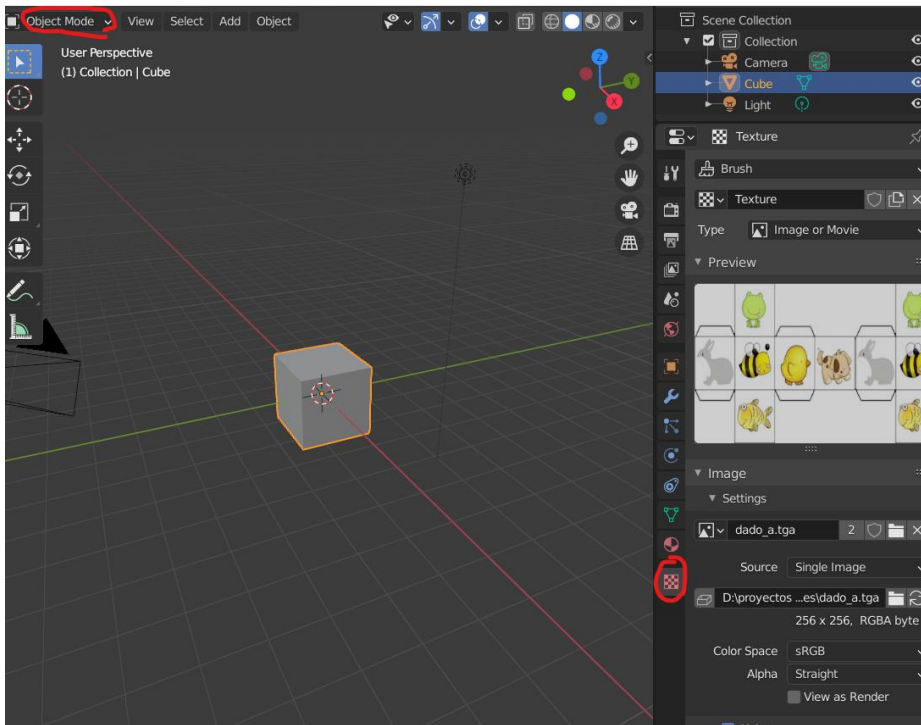 Object Mode View Select Add Object
User Perspective
(1) Collection | Cube
Z
Y
X
Scene Collection
Collection
Camera
Cube
Light
Texture
Brush
Texture
Type Image or Movie
Preview
Image
Settings
dado_a.tga 2
Source Single Image
D:\proyectos ...es\dado_a.tga
256 x 256, RGBA byte
Color Space sRGB
Alpha Straight
View as Render